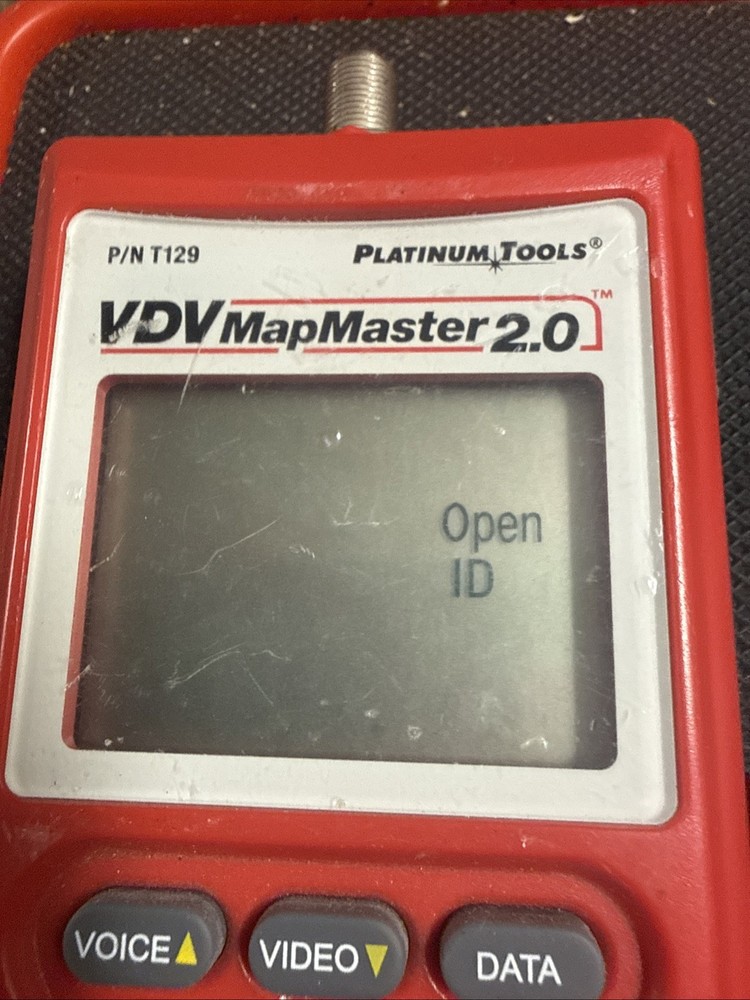 P/N T129
PLATINUM TOOLS®
VDV MapMaster 2.0™
Open
ID
VOICE▲
VIDEO▼
DATA